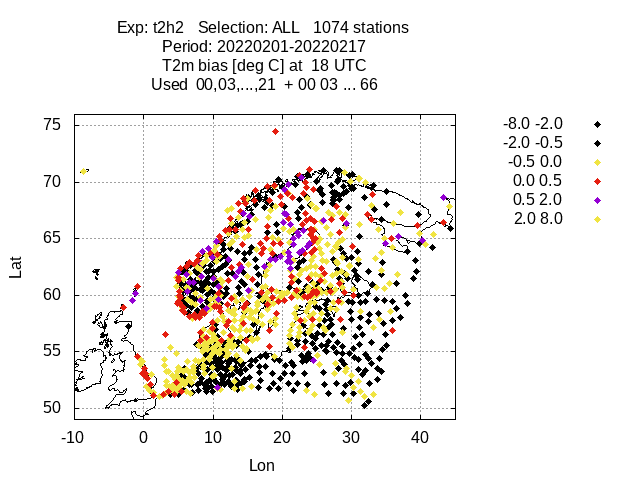 Exp: t2h2 Selection: ALL 1074 stations
Period: 20220201-20220217
T2m bias [deg C] at 18 UTC
Used 00,03,...,21 + 00 03 ... 66
-8.0 -2.0
-2.0 -0.5
-0.5 0.0
0.0 0.5
0.5 2.0
2.0 8.0
75
70
65
60
55
50
Lat
-10 0 10 20 30 40
Lon